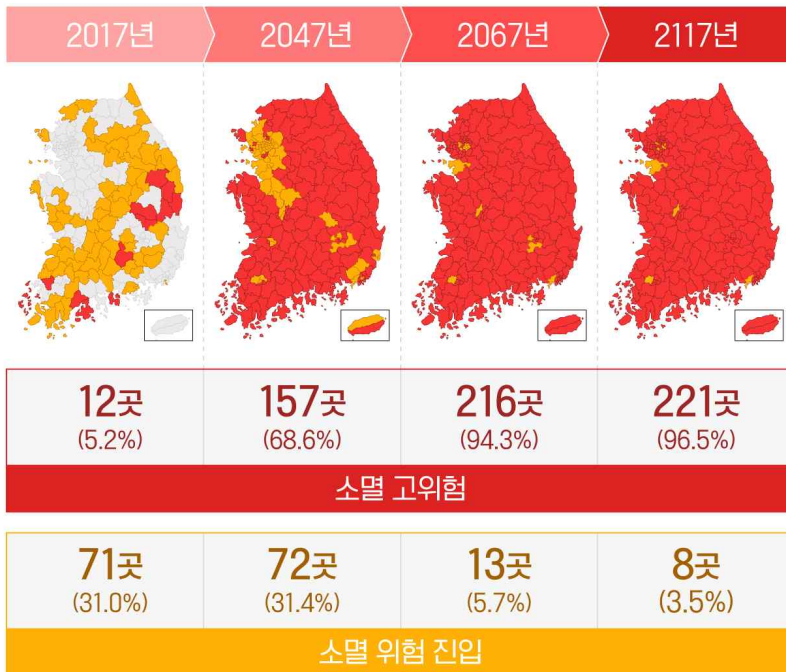 2017년 2047년 2067년 2117년
12곳 157곳 216곳 221곳
(5.2%) (68.6%) (94.3%) (96.5%)
소멸 고위험
71곳 72곳 13곳 8곳
(31.0%) (31.4%) (5.7%) (3.5%)
소멸 위험 진입